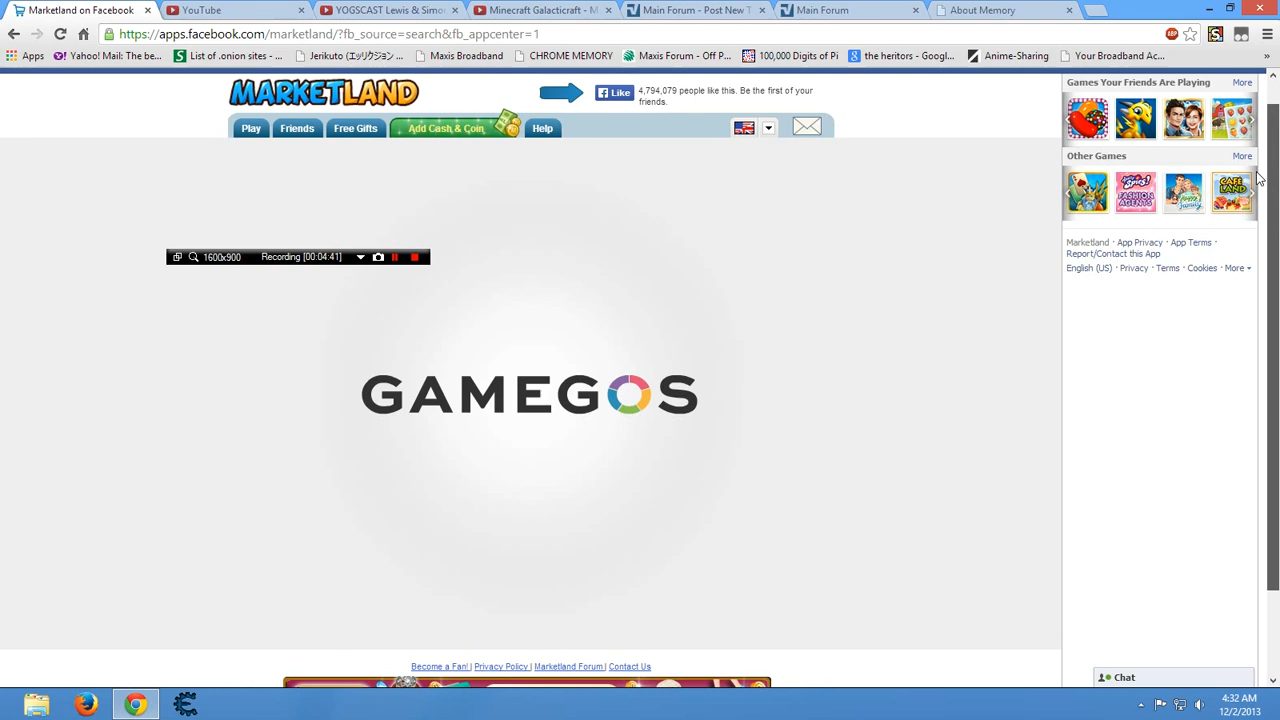 Marketland on Facebook
YouTube
YOGSCAST Lewis & Simo
Minecraft Galacticraft - M
Main Forum - Post New T
Main Forum
About Memory
https://apps.facebook.com/marketland/?fb_source=search&fb_appcenter=1
Apps
Yahoo! Mail: The be...
List of .onion sites
Jerikuto (エッリクジョン...
Maxis Broadband
CHROME MEMORY
Maxis Forum - Off P...
100,000 Digits of Pi
the heritors - Googl...
Anime-Sharing
Your Broadband Ac...
MARKETLAND
Like
4,794,079 people like this. Be the first of your
friends.
Play
Friends
Free Gifts
Add Cash & Coin
Help
Games Your Friends Are Playing
More
Other Games
More
CAFE
LAND
Marketland · App Privacy · App Terms ·
Report/Contact this App
English (US) · Privacy · Terms · Cookies · More
1600x900
Recording [00:04:41]
GAMEGOS
Become a Fan! | Privacy Policy | Marketland Forum | Contact Us
Chat
4:32 AM
12/2/2013